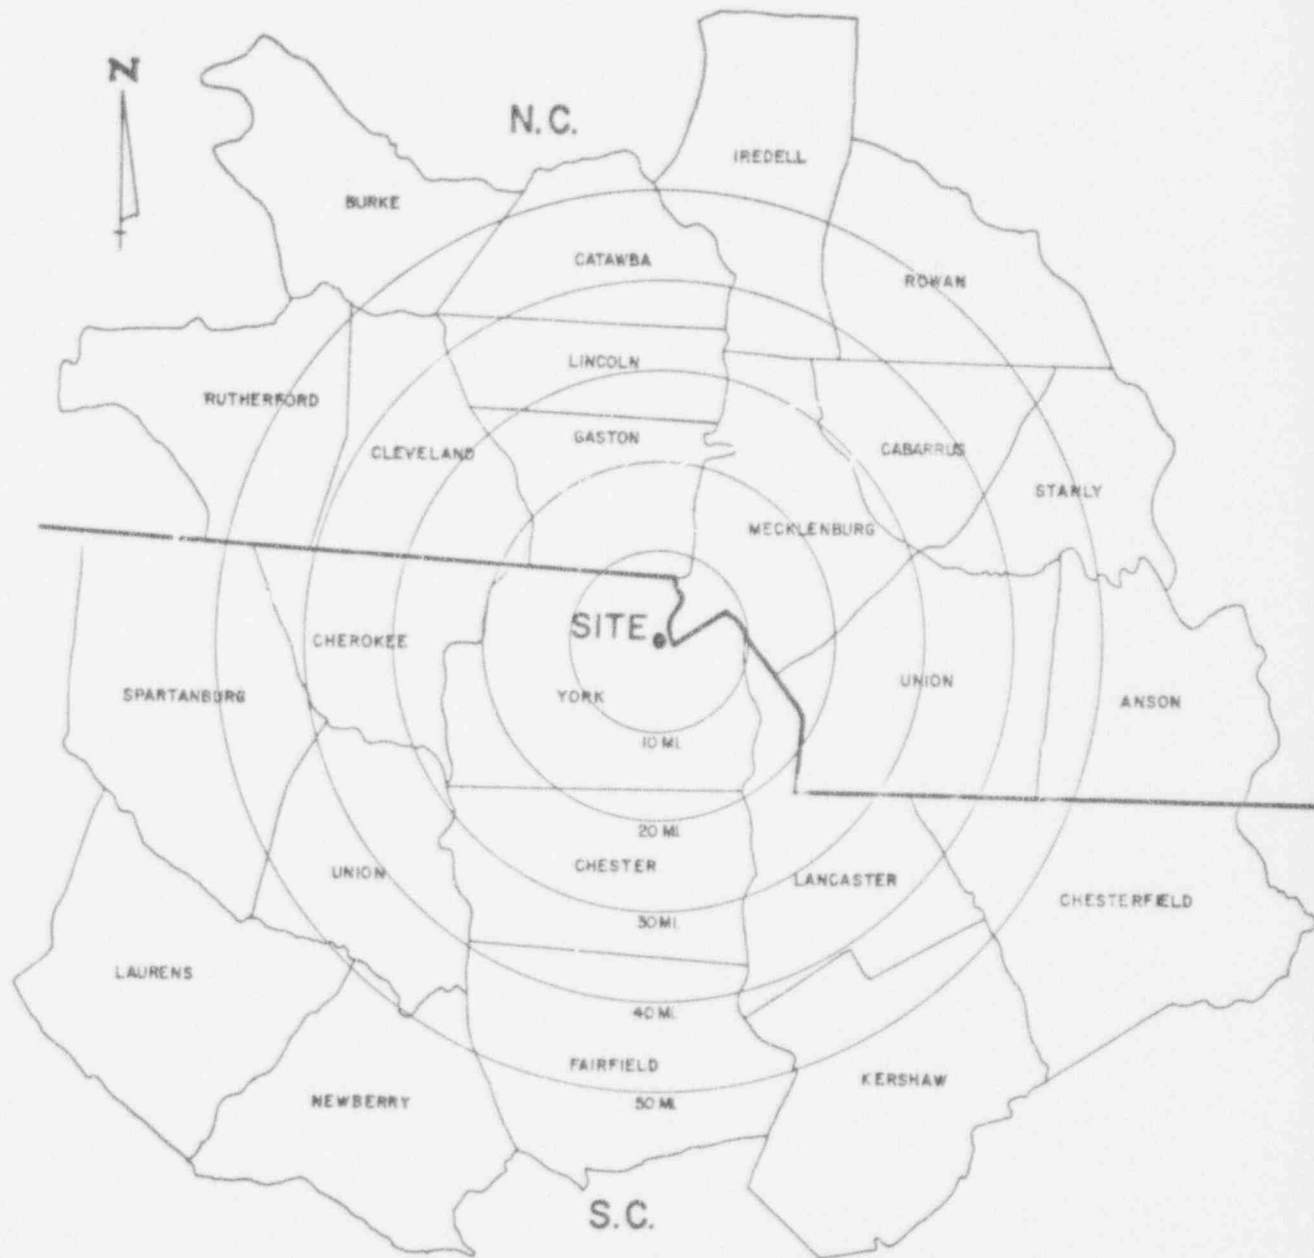 N
N.C.
IREDELL
BURKE
CATAWBA
ROWAN
LINCOLN
RUTHERFORD
GASTON
CLEVELAND
CABARRUS
STANLY
MECKLENBURG
SITE
CHEROKEE
SPARTANBURG
YORK
UNION
ANSON
10 MI.
20 MI.
CHESTER
UNION
LANCASTER
CHESTERFIELD
30 MI.
LAURENS
40 MI.
FAIRFIELD
KERSHAW
NEWBERRY
50 MI.
S.C.